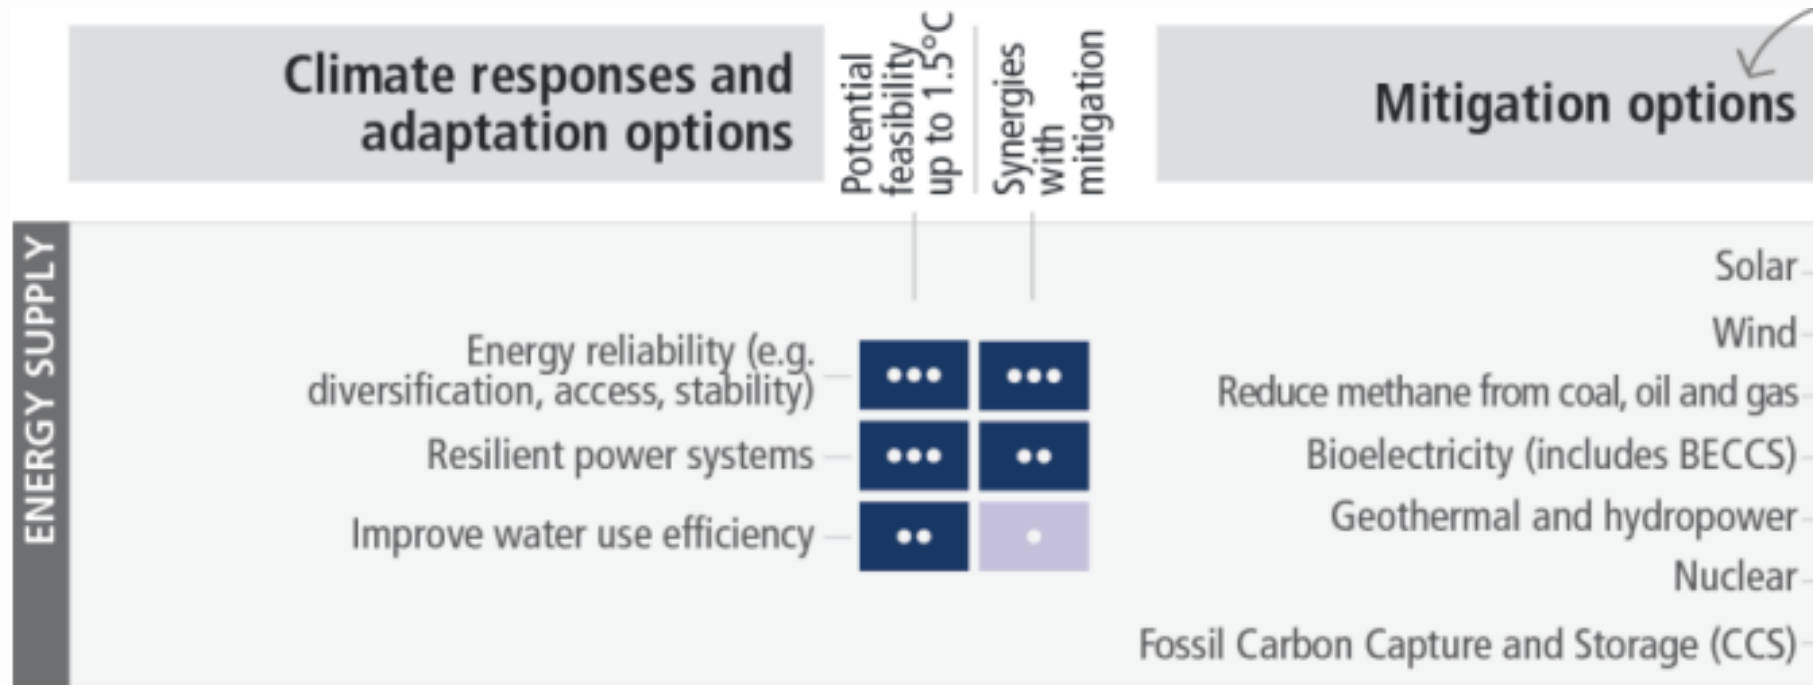 Climate responses and
adaptation options
Potential
feasibility
up to 1.5°C
Synergies
with
mitigation
Mitigation options
ENERGY SUPPLY
Energy reliability (e.g.
diversification, access, stability)
Resilient power systems
Improve water use efficiency
Solar
Wind
Reduce methane from coal, oil and gas
Bioelectricity (includes BECCS)
Geothermal and hydropower
Nuclear
Fossil Carbon Capture and Storage (CCS)